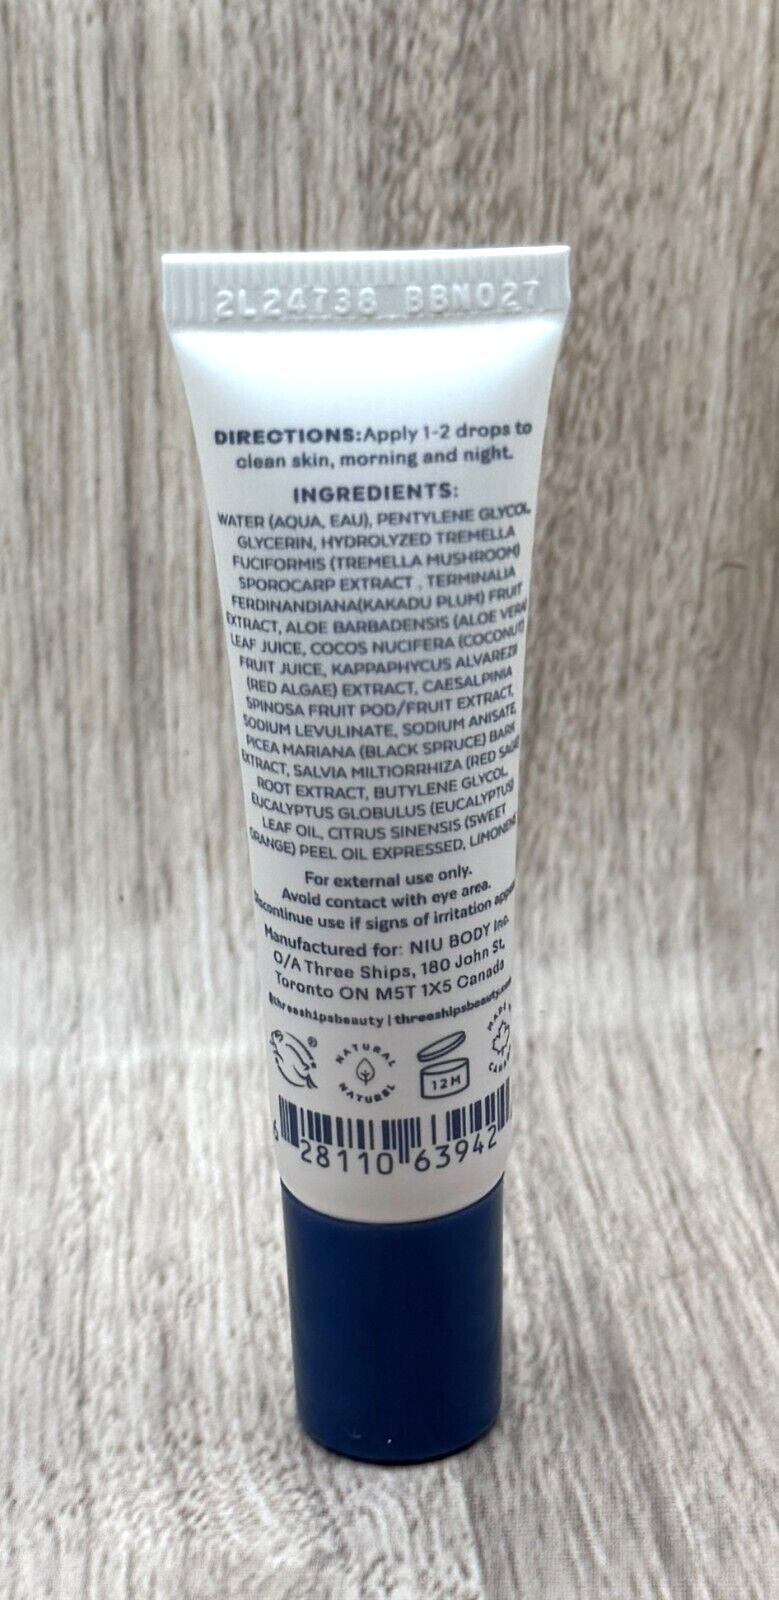 2L24738 BBN027
DIRECTIONS:Apply 1-2 drops to
clean skin, morning and night.
INGREDIENTS:
WATER (AQUA, EAU), PENTYLENE GLYCOL,
GLYCERIN, HYDROLYZED TREMELLA
FUCIFORMIS (TREMELLA MUSHROOM)
SPOROCARP EXTRACT , TERMINALIA
FERDINANDIANA(KAKADU PLUM) FRUIT
EXTRACT, ALOE BARBADENSIS (ALOE VERA)
LEAF JUICE, COCOS NUCIFERA (COCONUT)
FRUIT JUICE, KAPPAPHYCUS ALVAREZII
(RED ALGAE) EXTRACT, CAESALPINIA
SPINOSA FRUIT POD/FRUIT EXTRACT,
SODIUM LEVULINATE, SODIUM ANISATE,
PICEA MARIANA (BLACK SPRUCE) BARK
EXTRACT, SALVIA MILTIORRHIZA (RED SAGE)
ROOT EXTRACT, BUTYLENE GLYCOL,
EUCALYPTUS GLOBULUS (EUCALYPTUS)
LEAF OIL, CITRUS SINENSIS (SWEET
ORANGE) PEEL OIL EXPRESSED, LIMONENE
For external use only.
Avoid contact with eye area.
Discontinue use if signs of irritation appear
Manufactured for: NIU BODY Inc.
O/A Three Ships, 180 John St,
Toronto ON M5T 1X5 Canada
@threeshipsbeauty | threeshipsbeauty.com
®
NATURAL
NATUREL
12M
MADE
CANADA
6 28110 63942